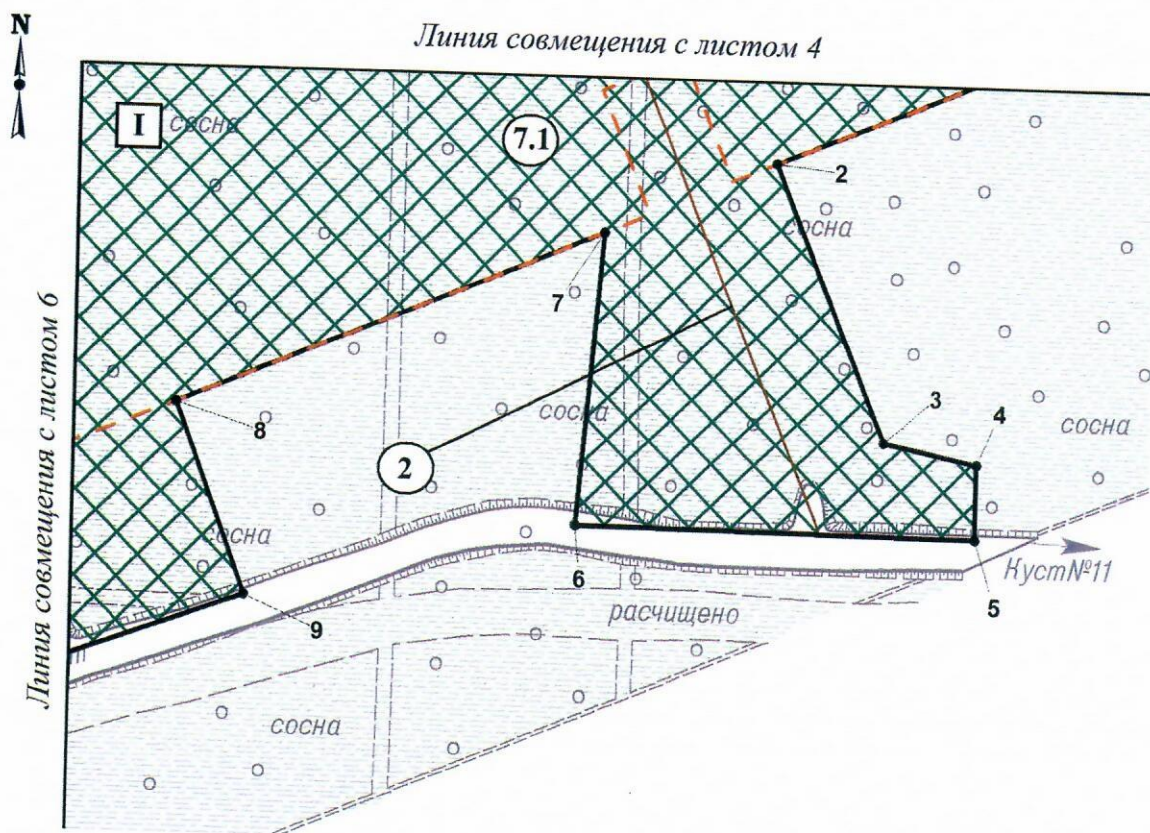 N
Линия совмещения с листом 4
I
сосна
7.1
2
сосна
7
Линия совмещения с листом 6
8
сосна
3
4
сосна
2
сосна
6
Куст№11
5
9
расчищено
сосна